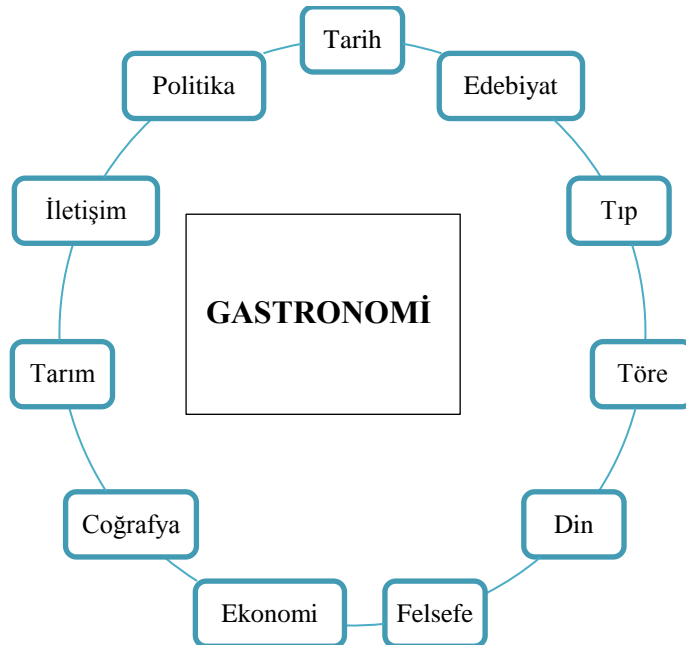 Tarih
Edebiyat
Tıp
Töre
Din
Felsefe
Ekonomi
Coğrafya
Tarım
İletişim
Politika
GASTRONOMİ